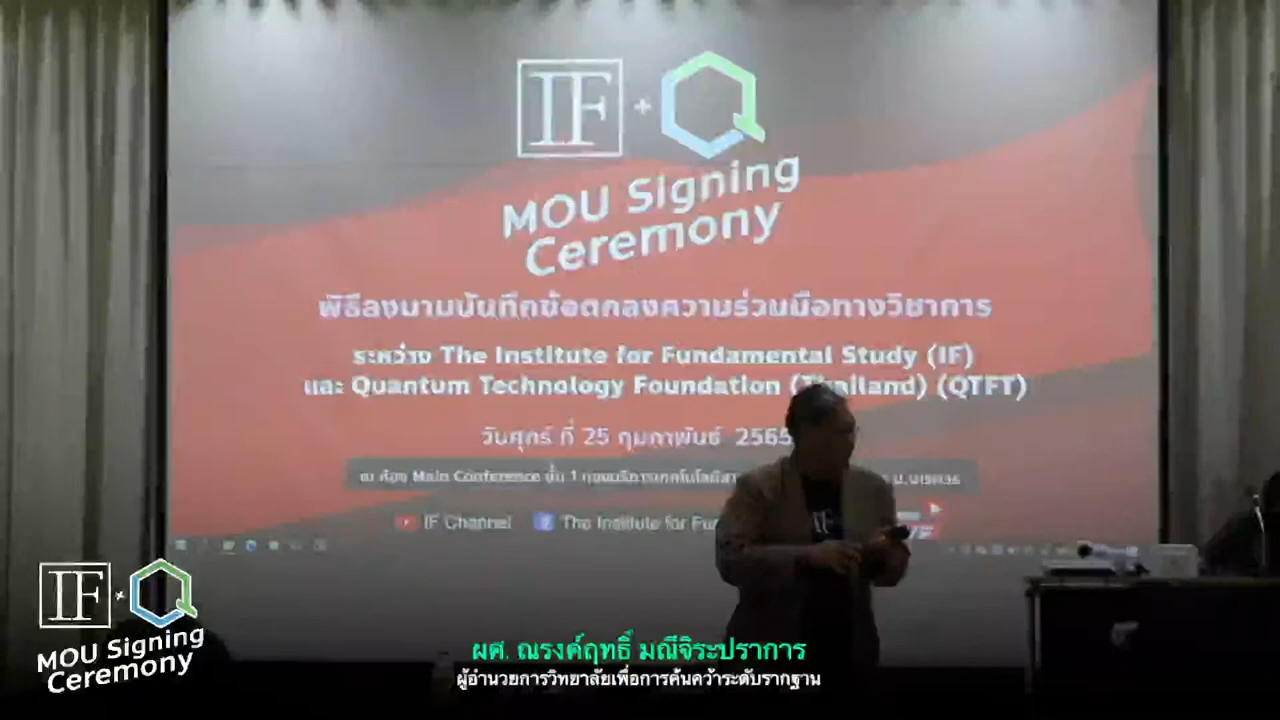 IF + Q
MOU Signing
Ceremony
พิธีลงนามบันทึกข้อตกลงความร่วมมือทางวิชาการ
ระหว่าง The Institute for Fundamental Study (IF)
และ Quantum Technology Foundation (Thailand) (QTFT)
วันศุกร์ ที่ 25 กุมภาพันธ์ 2565
ณ ห้อง Main Conference ชั้น 1
IF Channel
The Institute for
IF
IF × Q
MOU Signing
Ceremony
ผศ. ณรงค์ฤทธิ์ มณีจิระปราการ
ผู้อำนวยการวิทยาลัยเพื่อการค้นคว้าระดับรากฐาน